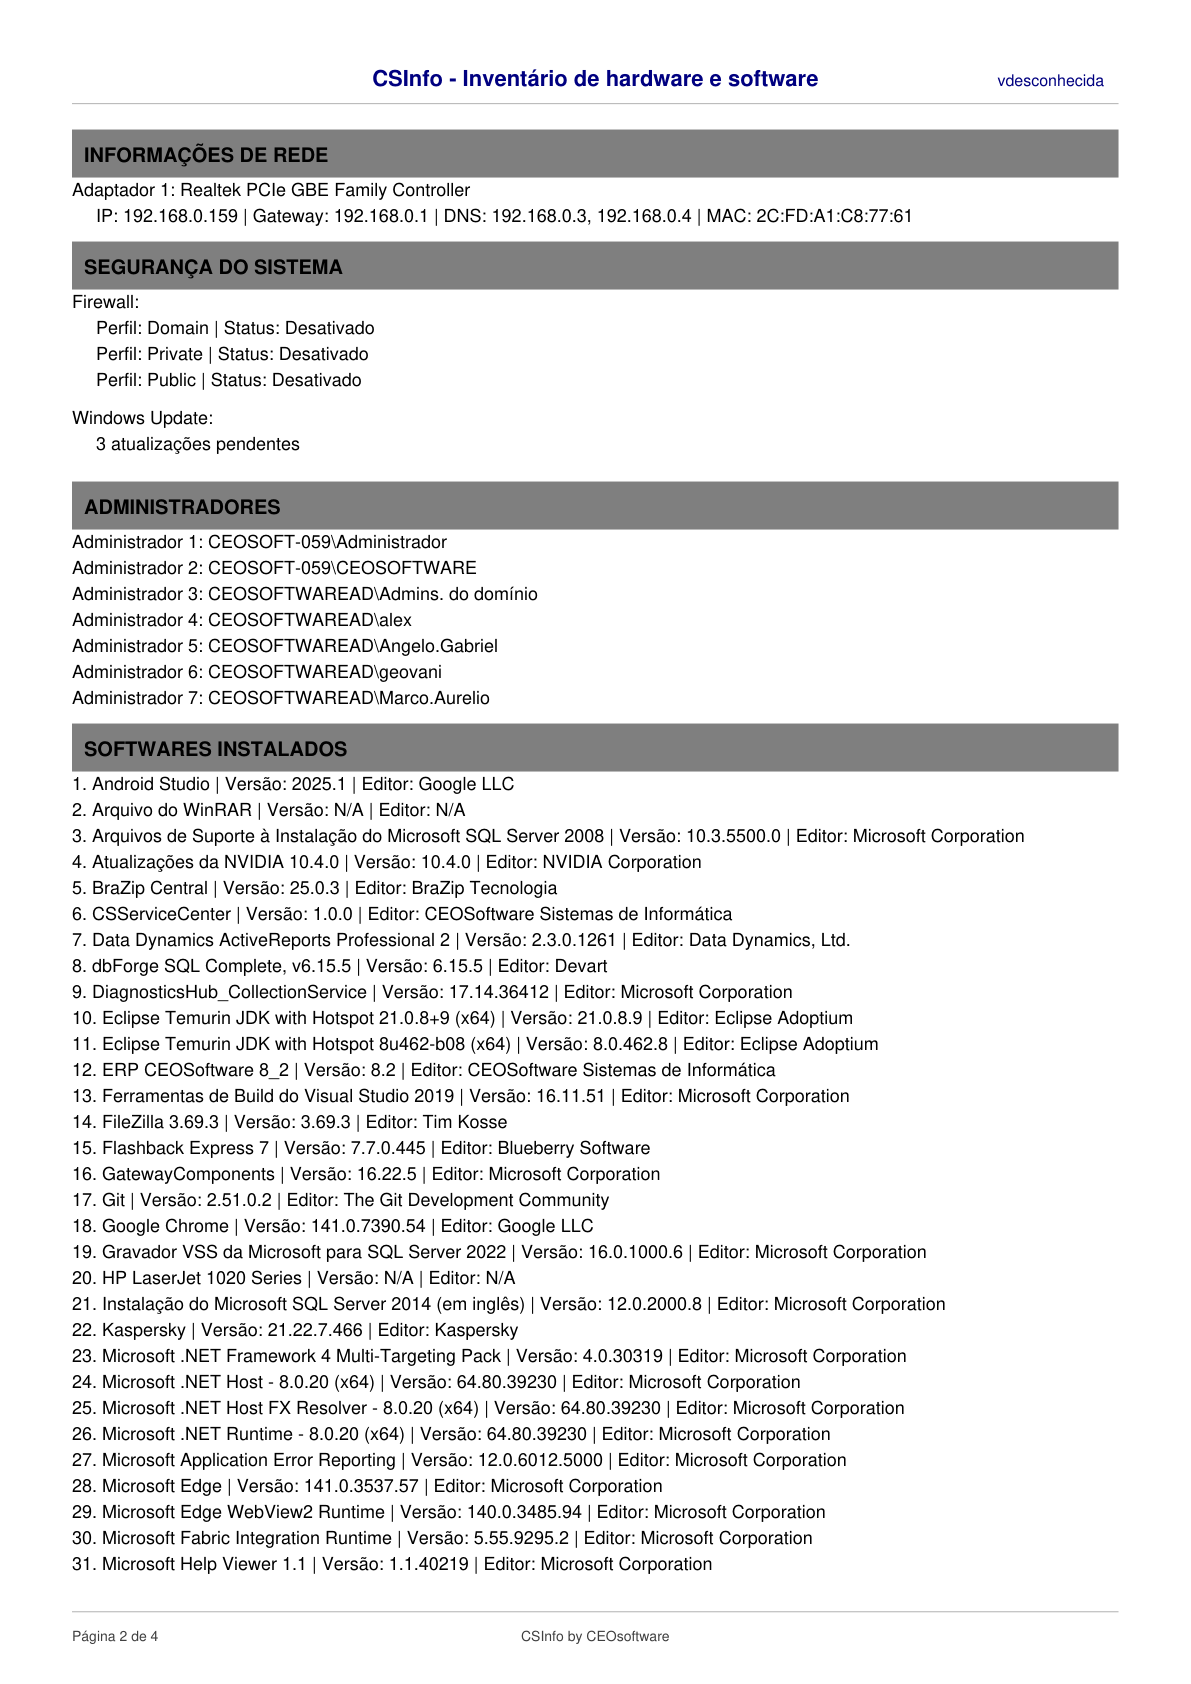 CSInfo - Inventário de hardware e software
vdesconhecida
INFORMAÇÕES DE REDE
Adaptador 1: Realtek PCIe GBE Family Controller
IP: 192.168.0.159 | Gateway: 192.168.0.1 | DNS: 192.168.0.3, 192.168.0.4 | MAC: 2C:FD:A1:C8:77:61
SEGURANÇA DO SISTEMA
Firewall:
Perfil: Domain | Status: Desativado
Perfil: Private | Status: Desativado
Perfil: Public | Status: Desativado
Windows Update:
3 atualizações pendentes
ADMINISTRADORES
Administrador 1: CEOSOFT-059\Administrador
Administrador 2: CEOSOFT-059\CEOSOFTWARE
Administrador 3: CEOSOFTWAREAD\Admins. do domínio
Administrador 4: CEOSOFTWAREAD\alex
Administrador 5: CEOSOFTWAREAD\Angelo.Gabriel
Administrador 6: CEOSOFTWAREAD\geovani
Administrador 7: CEOSOFTWAREAD\Marco.Aurelio
SOFTWARES INSTALADOS
1. Android Studio | Versão: 2025.1 | Editor: Google LLC
2. Arquivo do WinRAR | Versão: N/A | Editor: N/A
3. Arquivos de Suporte à Instalação do Microsoft SQL Server 2008 | Versão: 10.3.5500.0 | Editor: Microsoft Corporation
4. Atualizações da NVIDIA 10.4.0 | Versão: 10.4.0 | Editor: NVIDIA Corporation
5. BraZip Central | Versão: 25.0.3 | Editor: BraZip Tecnologia
6. CSServiceCenter | Versão: 1.0.0 | Editor: CEOSoftware Sistemas de Informática
7. Data Dynamics ActiveReports Professional 2 | Versão: 2.3.0.1261 | Editor: Data Dynamics, Ltd.
8. dbForge SQL Complete, v6.15.5 | Versão: 6.15.5 | Editor: Devart
9. DiagnosticsHub_CollectionService | Versão: 17.14.36412 | Editor: Microsoft Corporation
10. Eclipse Temurin JDK with Hotspot 21.0.8+9 (x64) | Versão: 21.0.8.9 | Editor: Eclipse Adoptium
11. Eclipse Temurin JDK with Hotspot 8u462-b08 (x64) | Versão: 8.0.462.8 | Editor: Eclipse Adoptium
12. ERP CEOSoftware 8_2 | Versão: 8.2 | Editor: CEOSoftware Sistemas de Informática
13. Ferramentas de Build do Visual Studio 2019 | Versão: 16.11.51 | Editor: Microsoft Corporation
14. FileZilla 3.69.3 | Versão: 3.69.3 | Editor: Tim Kosse
15. Flashback Express 7 | Versão: 7.7.0.445 | Editor: Blueberry Software
16. GatewayComponents | Versão: 16.22.5 | Editor: Microsoft Corporation
17. Git | Versão: 2.51.0.2 | Editor: The Git Development Community
18. Google Chrome | Versão: 141.0.7390.54 | Editor: Google LLC
19. Gravador VSS da Microsoft para SQL Server 2022 | Versão: 16.0.1000.6 | Editor: Microsoft Corporation
20. HP LaserJet 1020 Series | Versão: N/A | Editor: N/A
21. Instalação do Microsoft SQL Server 2014 (em inglês) | Versão: 12.0.2000.8 | Editor: Microsoft Corporation
22. Kaspersky | Versão: 21.22.7.466 | Editor: Kaspersky
23. Microsoft .NET Framework 4 Multi-Targeting Pack | Versão: 4.0.30319 | Editor: Microsoft Corporation
24. Microsoft .NET Host - 8.0.20 (x64) | Versão: 64.80.39230 | Editor: Microsoft Corporation
25. Microsoft .NET Host FX Resolver - 8.0.20 (x64) | Versão: 64.80.39230 | Editor: Microsoft Corporation
26. Microsoft .NET Runtime - 8.0.20 (x64) | Versão: 64.80.39230 | Editor: Microsoft Corporation
27. Microsoft Application Error Reporting | Versão: 12.0.6012.5000 | Editor: Microsoft Corporation
28. Microsoft Edge | Versão: 141.0.3537.57 | Editor: Microsoft Corporation
29. Microsoft Edge WebView2 Runtime | Versão: 140.0.3485.94 | Editor: Microsoft Corporation
30. Microsoft Fabric Integration Runtime | Versão: 5.55.9295.2 | Editor: Microsoft Corporation
31. Microsoft Help Viewer 1.1 | Versão: 1.1.40219 | Editor: Microsoft Corporation
Página 2 de 4
CSInfo by CEOsoftware